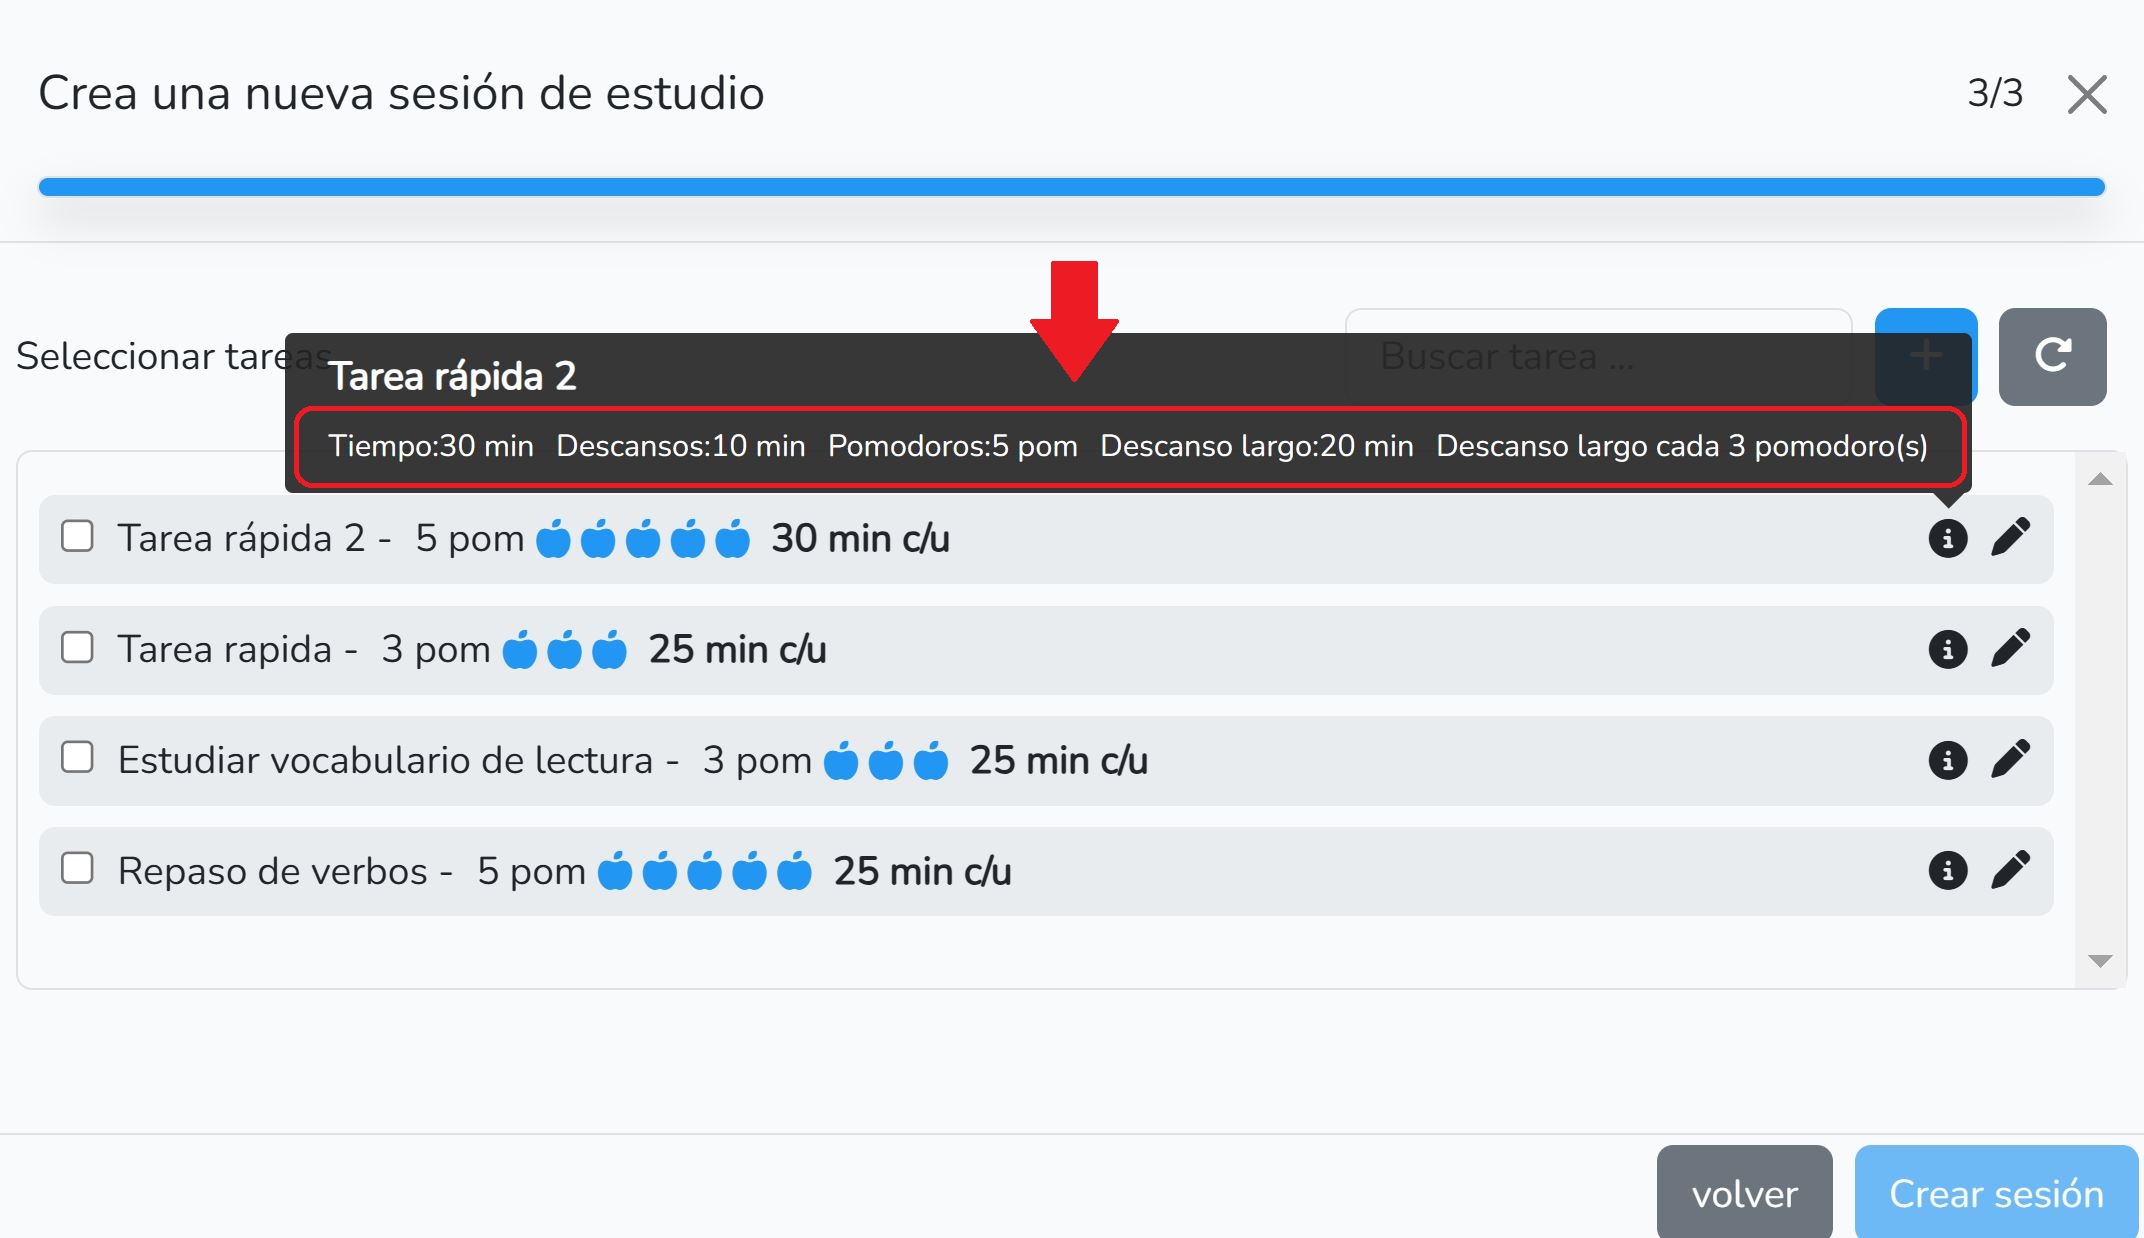 Crea una nueva sesión de estudio 3/3
Seleccionar tareas Buscar tarea ...
Tarea rápida 2
Tiempo:30 min Descansos:10 min Pomodoros:5 pom Descanso largo:20 min Descanso largo cada 3 pomodoro(s)
Tarea rápida 2 - 5 pom 30 min c/u
Tarea rapida - 3 pom 25 min c/u
Estudiar vocabulario de lectura - 3 pom 25 min c/u
Repaso de verbos - 5 pom 25 min c/u
volver Crear sesión